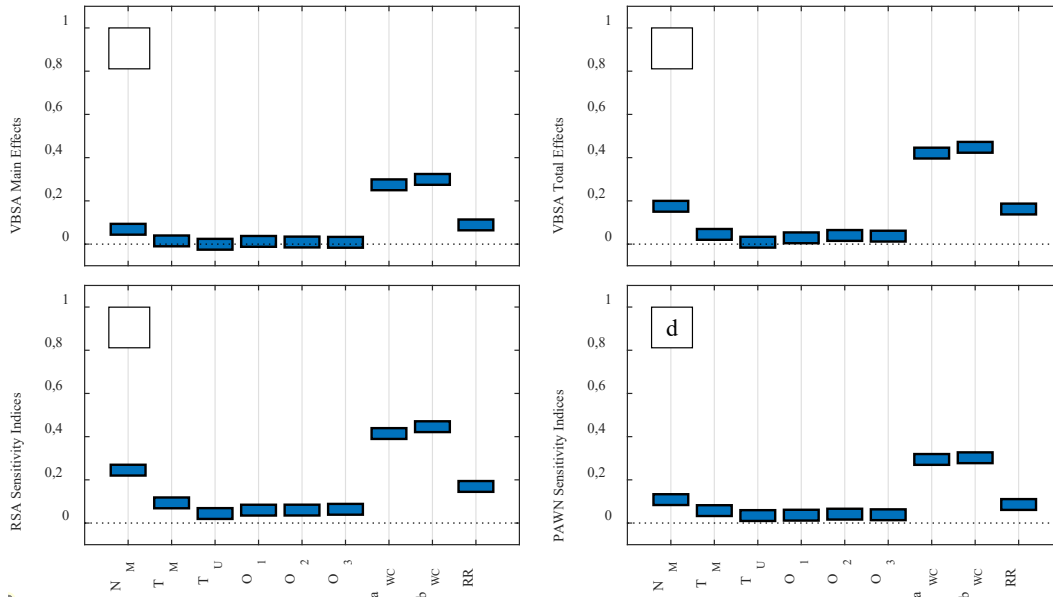 VBSA Main Effects
1
0,8
0,6
0,4
0,2
0
VBSA Total Effects
1
0,8
0,6
0,4
0,2
0
RSA Sensitivity Indices
1
0,8
0,6
0,4
0,2
0
PAWN Sensitivity Indices
1
0,8
0,6
0,4
0,2
0
d
N M
T M
T U
O 1
O 2
O 3
a WC
b WC
RR
N M
T M
T U
O 1
O 2
O 3
a WC
b WC
RR